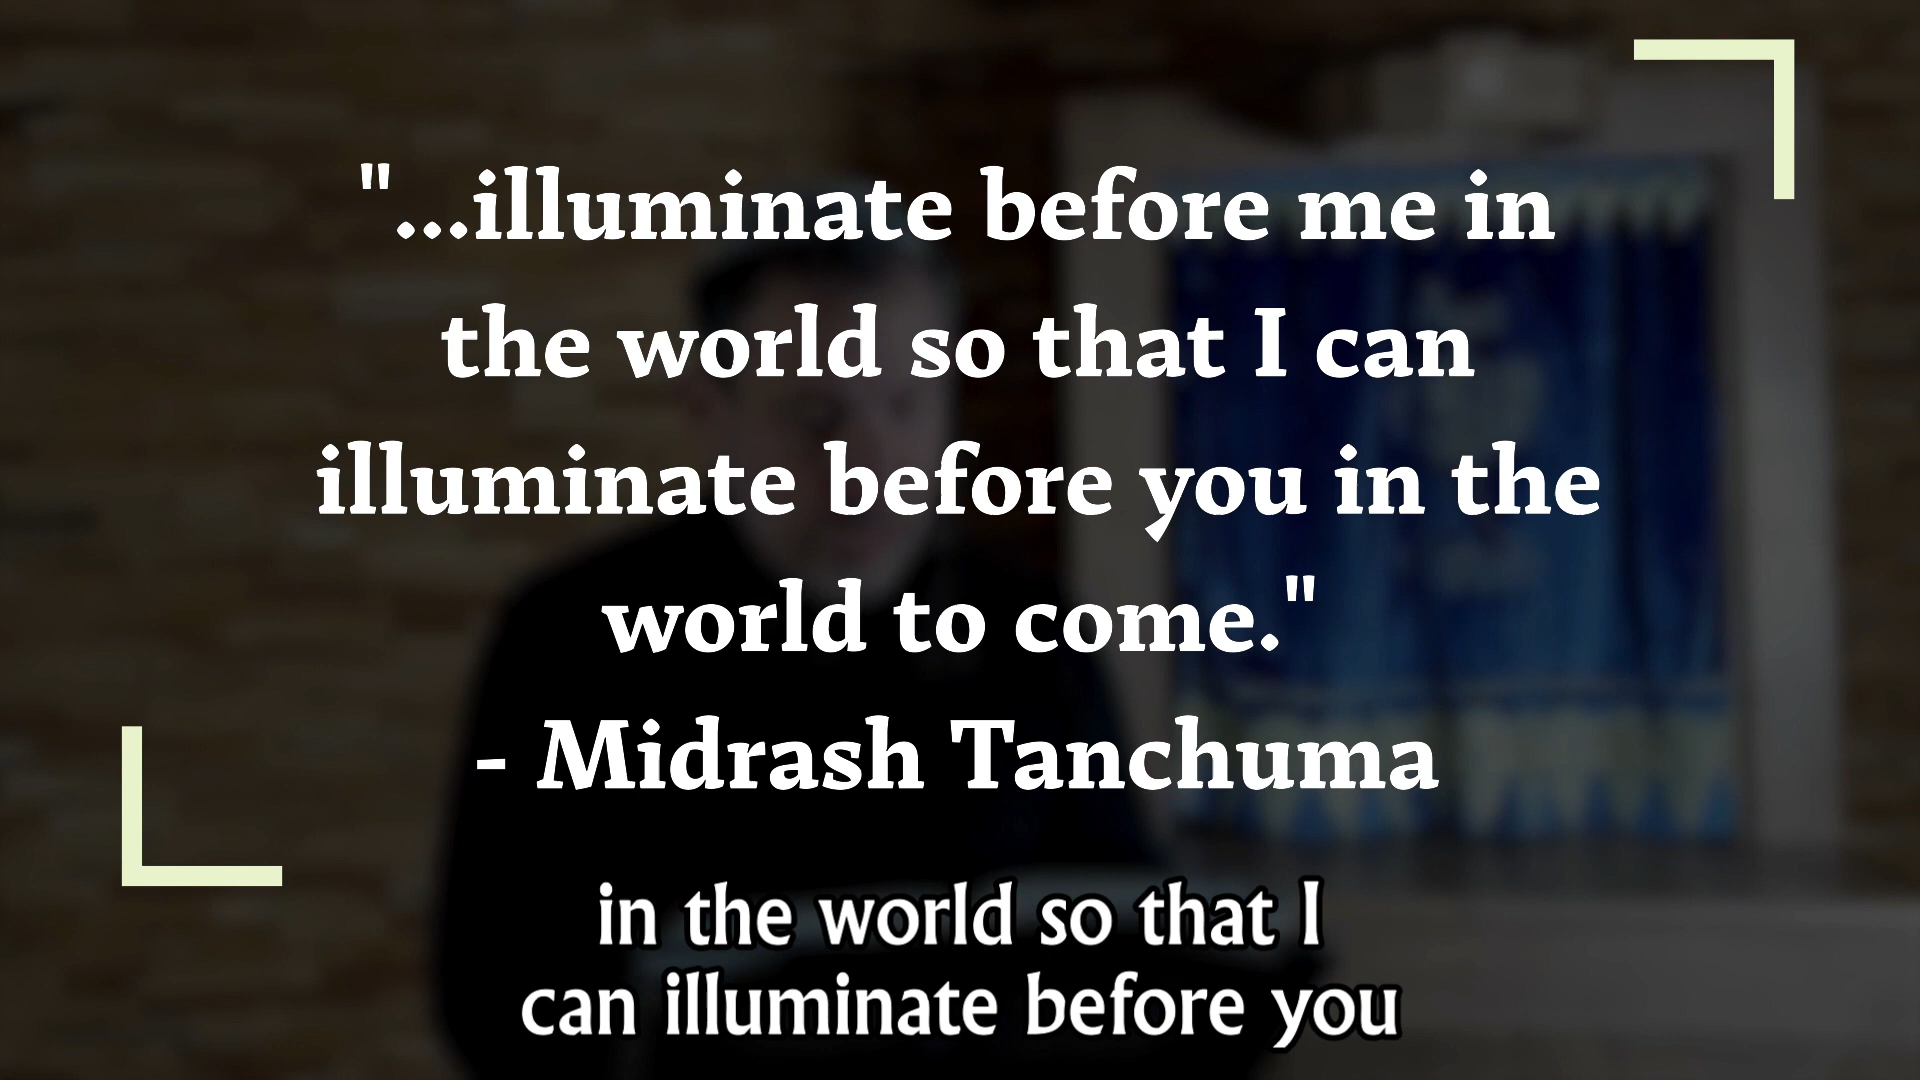 "...illuminate before me in
the world so that I can
illuminate before you in the
world to come."
- Midrash Tanchuma
in the world so that I
can illuminate before you